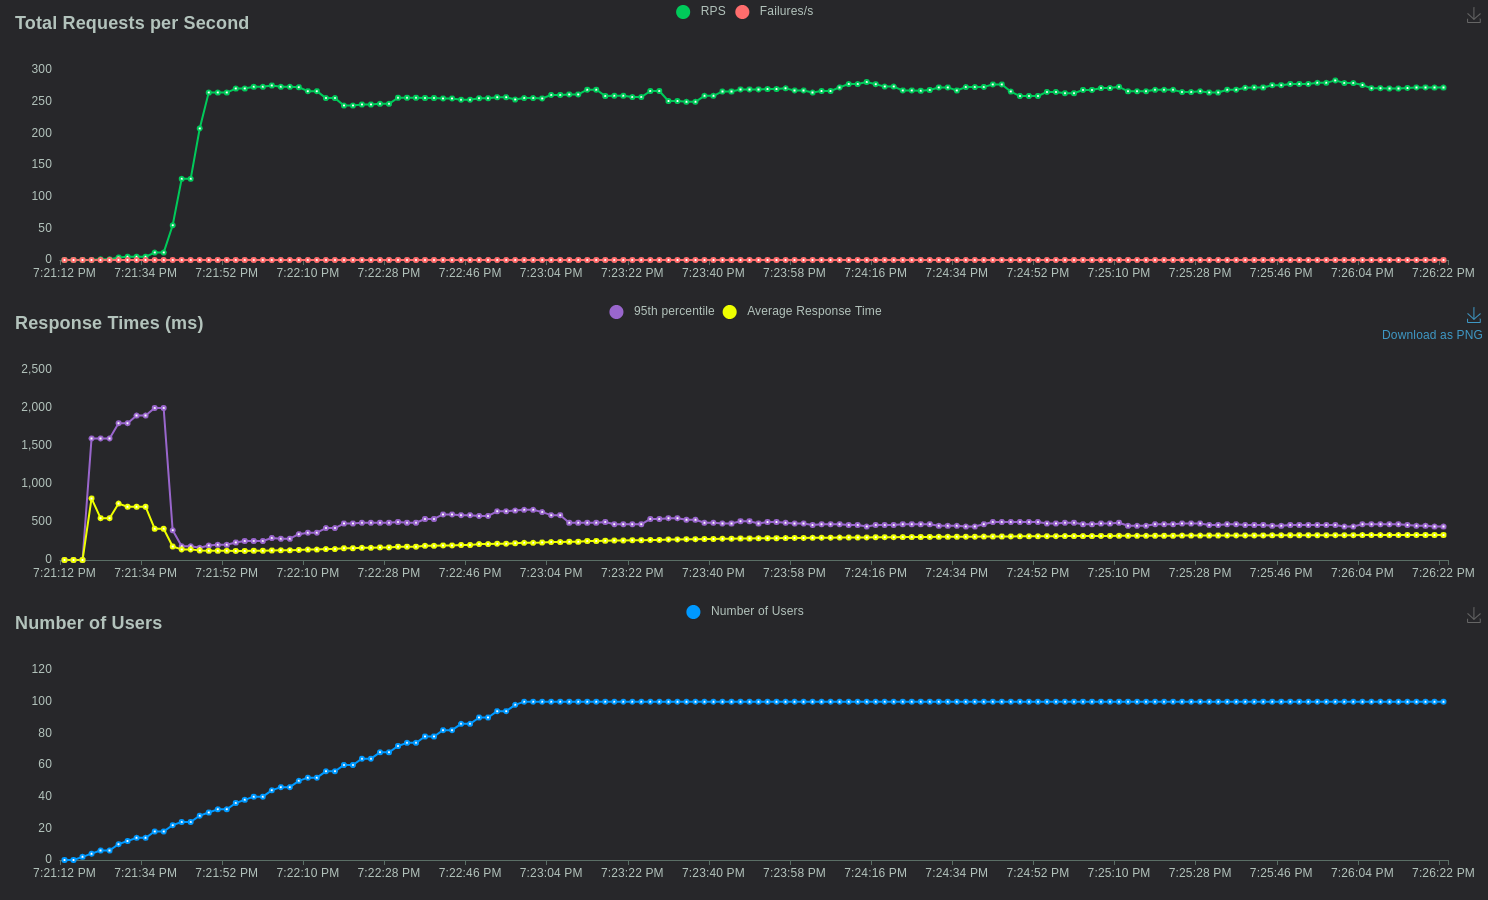 Total Requests per Second
RPS Failures/s
300
250
200
150
100
50
0
7:21:12 PM 7:21:34 PM 7:21:52 PM 7:22:10 PM 7:22:28 PM 7:22:46 PM 7:23:04 PM 7:23:22 PM 7:23:40 PM 7:23:58 PM 7:24:16 PM 7:24:34 PM 7:24:52 PM 7:25:10 PM 7:25:28 PM 7:25:46 PM 7:26:04 PM 7:26:22 PM
Response Times (ms)
95th percentile Average Response Time
Download as PNG
2,500
2,000
1,500
1,000
500
0
7:21:12 PM 7:21:34 PM 7:21:52 PM 7:22:10 PM 7:22:28 PM 7:22:46 PM 7:23:04 PM 7:23:22 PM 7:23:40 PM 7:23:58 PM 7:24:16 PM 7:24:34 PM 7:24:52 PM 7:25:10 PM 7:25:28 PM 7:25:46 PM 7:26:04 PM 7:26:22 PM
Number of Users
Number of Users
120
100
80
60
40
20
0
7:21:12 PM 7:21:34 PM 7:21:52 PM 7:22:10 PM 7:22:28 PM 7:22:46 PM 7:23:04 PM 7:23:22 PM 7:23:40 PM 7:23:58 PM 7:24:16 PM 7:24:34 PM 7:24:52 PM 7:25:10 PM 7:25:28 PM 7:25:46 PM 7:26:04 PM 7:26:22 PM